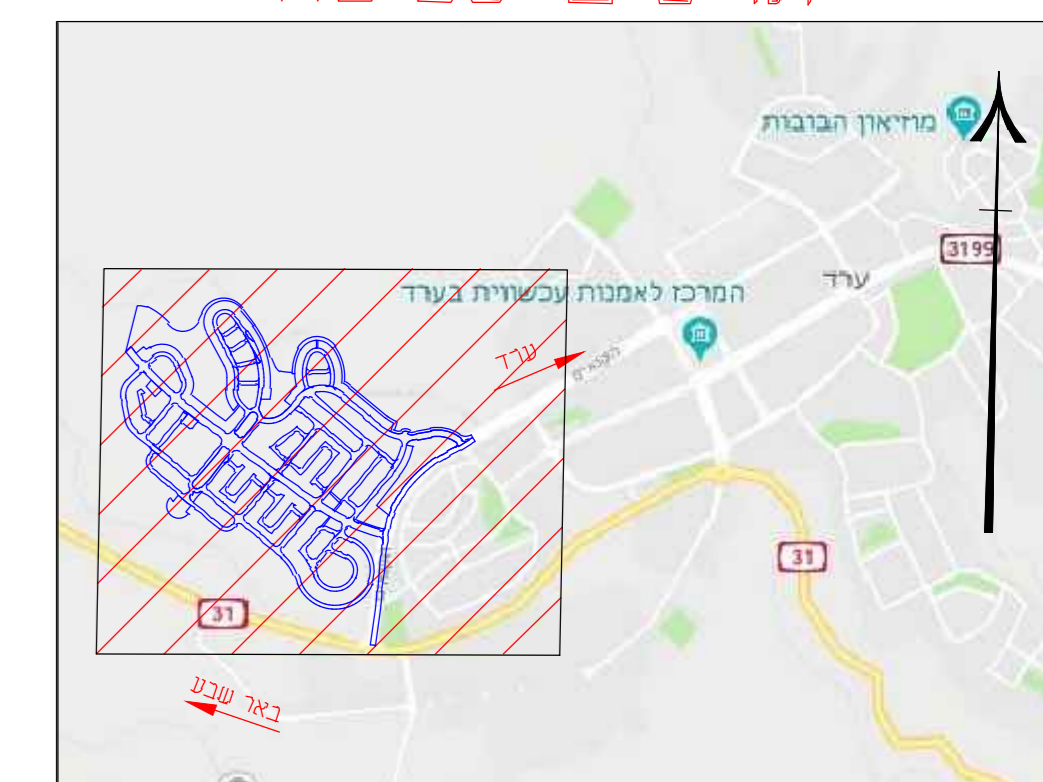 מוזיאון הבובות
3199
ערד
המרכז לאמנות עכשווית בערד
ערד
31
31
באר שבע